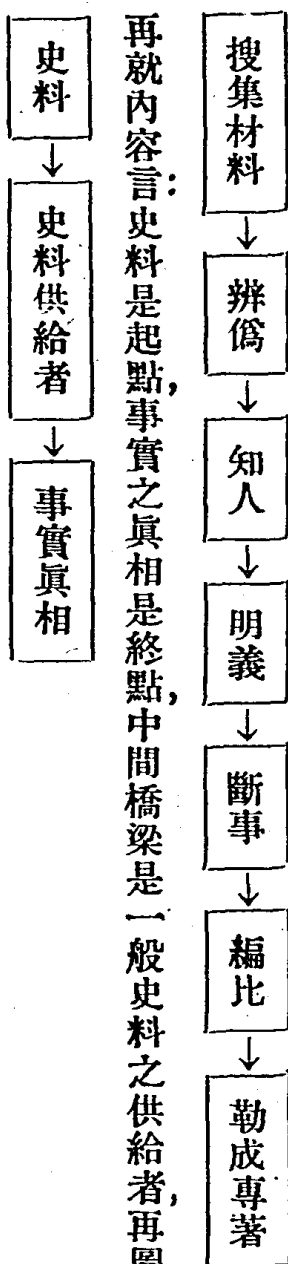 搜集材料→辨僞→知人→明義→斷事→編比→勒成專著
再就內容言：史料是起點，事實之眞相是終點，中間橋梁是一般史料之供給者，再圖
史料→史料供給者→事實眞相